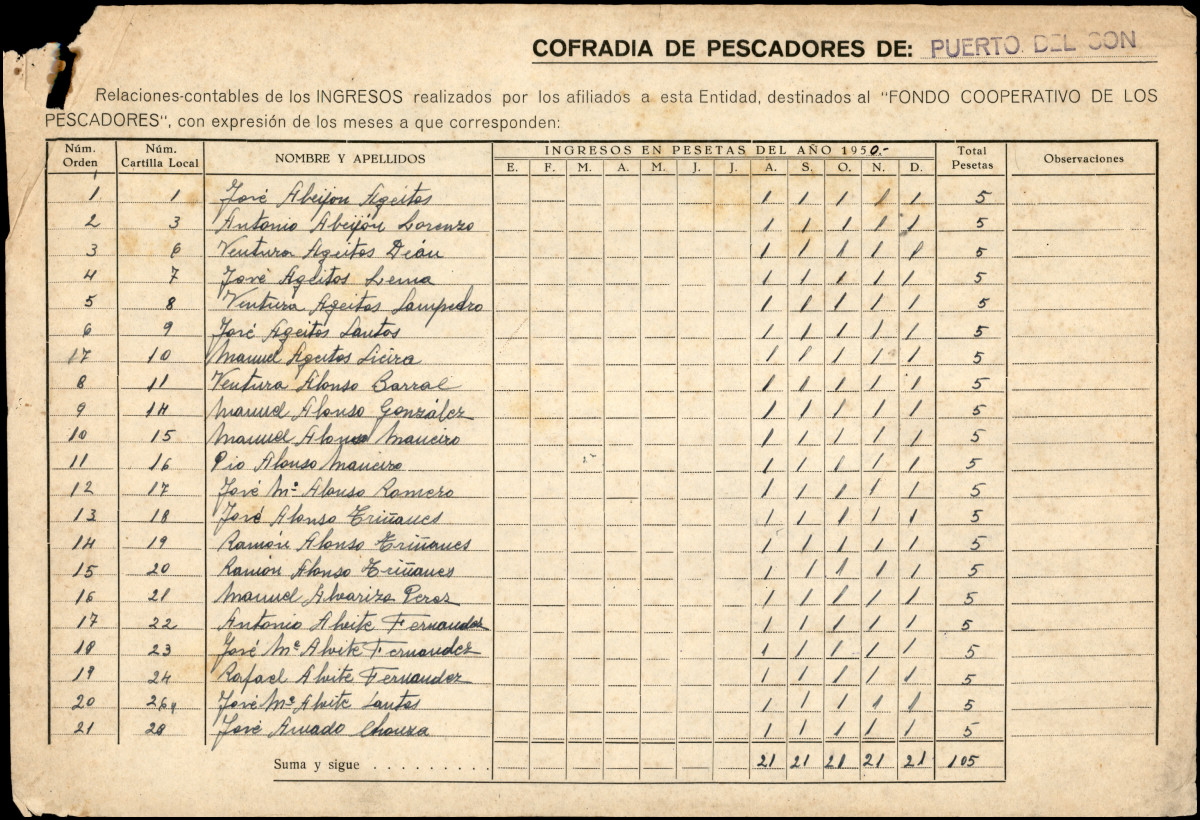 COFRADIA DE PESCADORES DE: PUERTO DEL SON
Relaciones-contables de los INGRESOS realizados por los afiliados a esta Entidad, destinados al "FONDO COOPERATIVO DE LOS
PESCADORES", con expresión de los meses a que corresponden:
Núm. Orden Núm. Cartilla Local NOMBRE Y APELLIDOS INGRESOS EN PESETAS DEL AÑO 1950.- Total Pesetas Observaciones
E. F. M. A. M. J. J. A. S. O. N. D.
1 1 José Abeijón Ageitos 1 1 1 1 1 5
2 3 Antonio Abeijón Lorenzo 1 1 1 1 1 5
3 6 Ventura Ageitos Deán 1 1 1 1 1 5
4 7 José Ageitos Lema 1 1 1 1 1 5
5 8 Ventura Ageitos Sampedro 1 1 1 1 1 5
6 9 José Ageitos Santos 1 1 1 1 1 5
17 10 Manuel Ageitos Sieira 1 1 1 1 1 5
8 11 Ventura Alonso Barral 1 1 1 1 1 5
9 14 Manuel Alonso González 1 1 1 1 1 5
10 15 Manuel Alonso Maneiro 1 1 1 1 1 5
11 16 Pio Alonso Maneiro 1 1 1 1 1 5
12 17 José Mª Alonso Romero 1 1 1 1 1 5
13 18 José Alonso Triñanes 1 1 1 1 1 5
14 19 Ramón Alonso Triñanes 1 1 1 1 1 5
15 20 Ramón Alonso Triñanes 1 1 1 1 1 5
16 21 Manuel Alvariza Perez 1 1 1 1 1 5
17 22 Antonio Alvite Fernandez 1 1 1 1 1 5
18 23 José Mª Alvite Fernandez 1 1 1 1 1 5
19 24 Rafael Alvite Fernandez 1 1 1 1 1 5
20 José Mª Alvite Santos 1 1 1 1 1 5
21 28 José Amado Chouza 1 1 1 1 1 5
Suma y sigue . . . . . . . . . 21 21 21 21 21 105